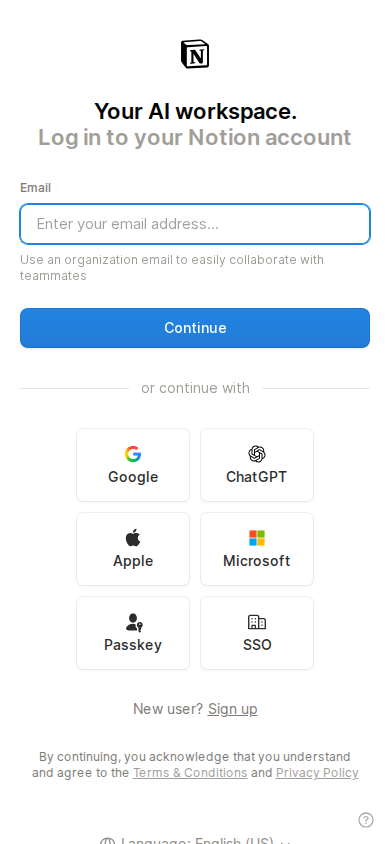 Your AI workspace.
Log in to your Notion account
Email
Enter your email address...
Use an organization email to easily collaborate with
teammates
Continue
or continue with
Google
ChatGPT
Apple
Microsoft
Passkey
SSO
New user? Sign up
By continuing, you acknowledge that you understand
and agree to the Terms & Conditions and Privacy Policy
Language: English (US)